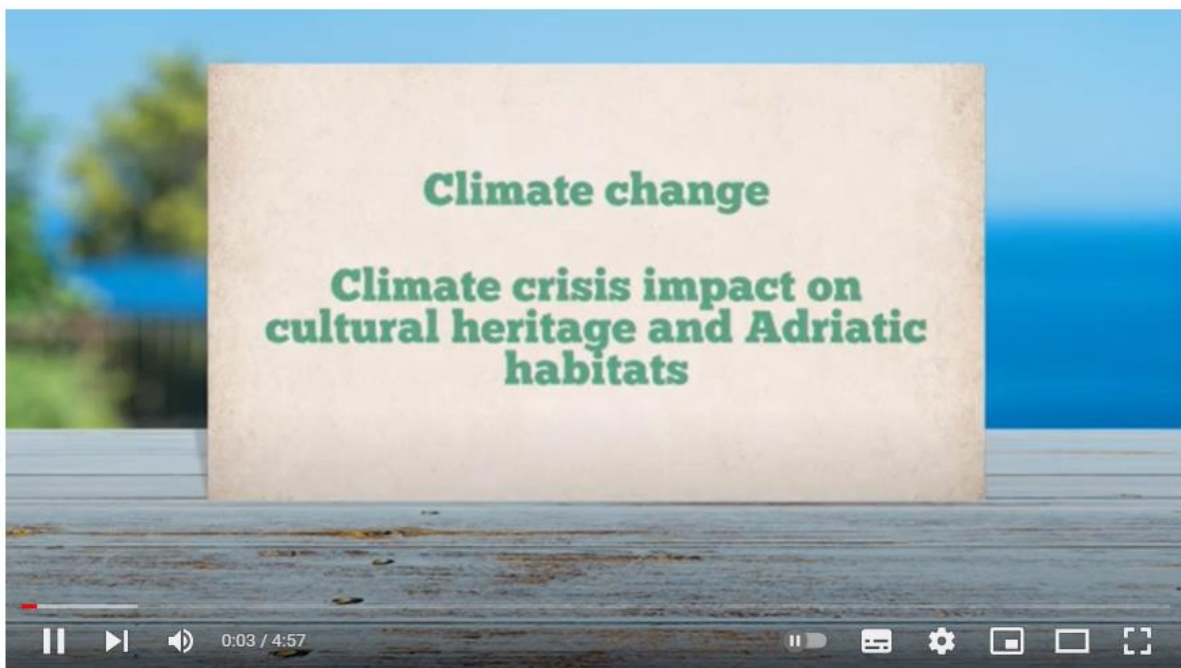 Climate change
Climate crisis impact on
cultural heritage and Adriatic
habitats
0:03 / 4:57